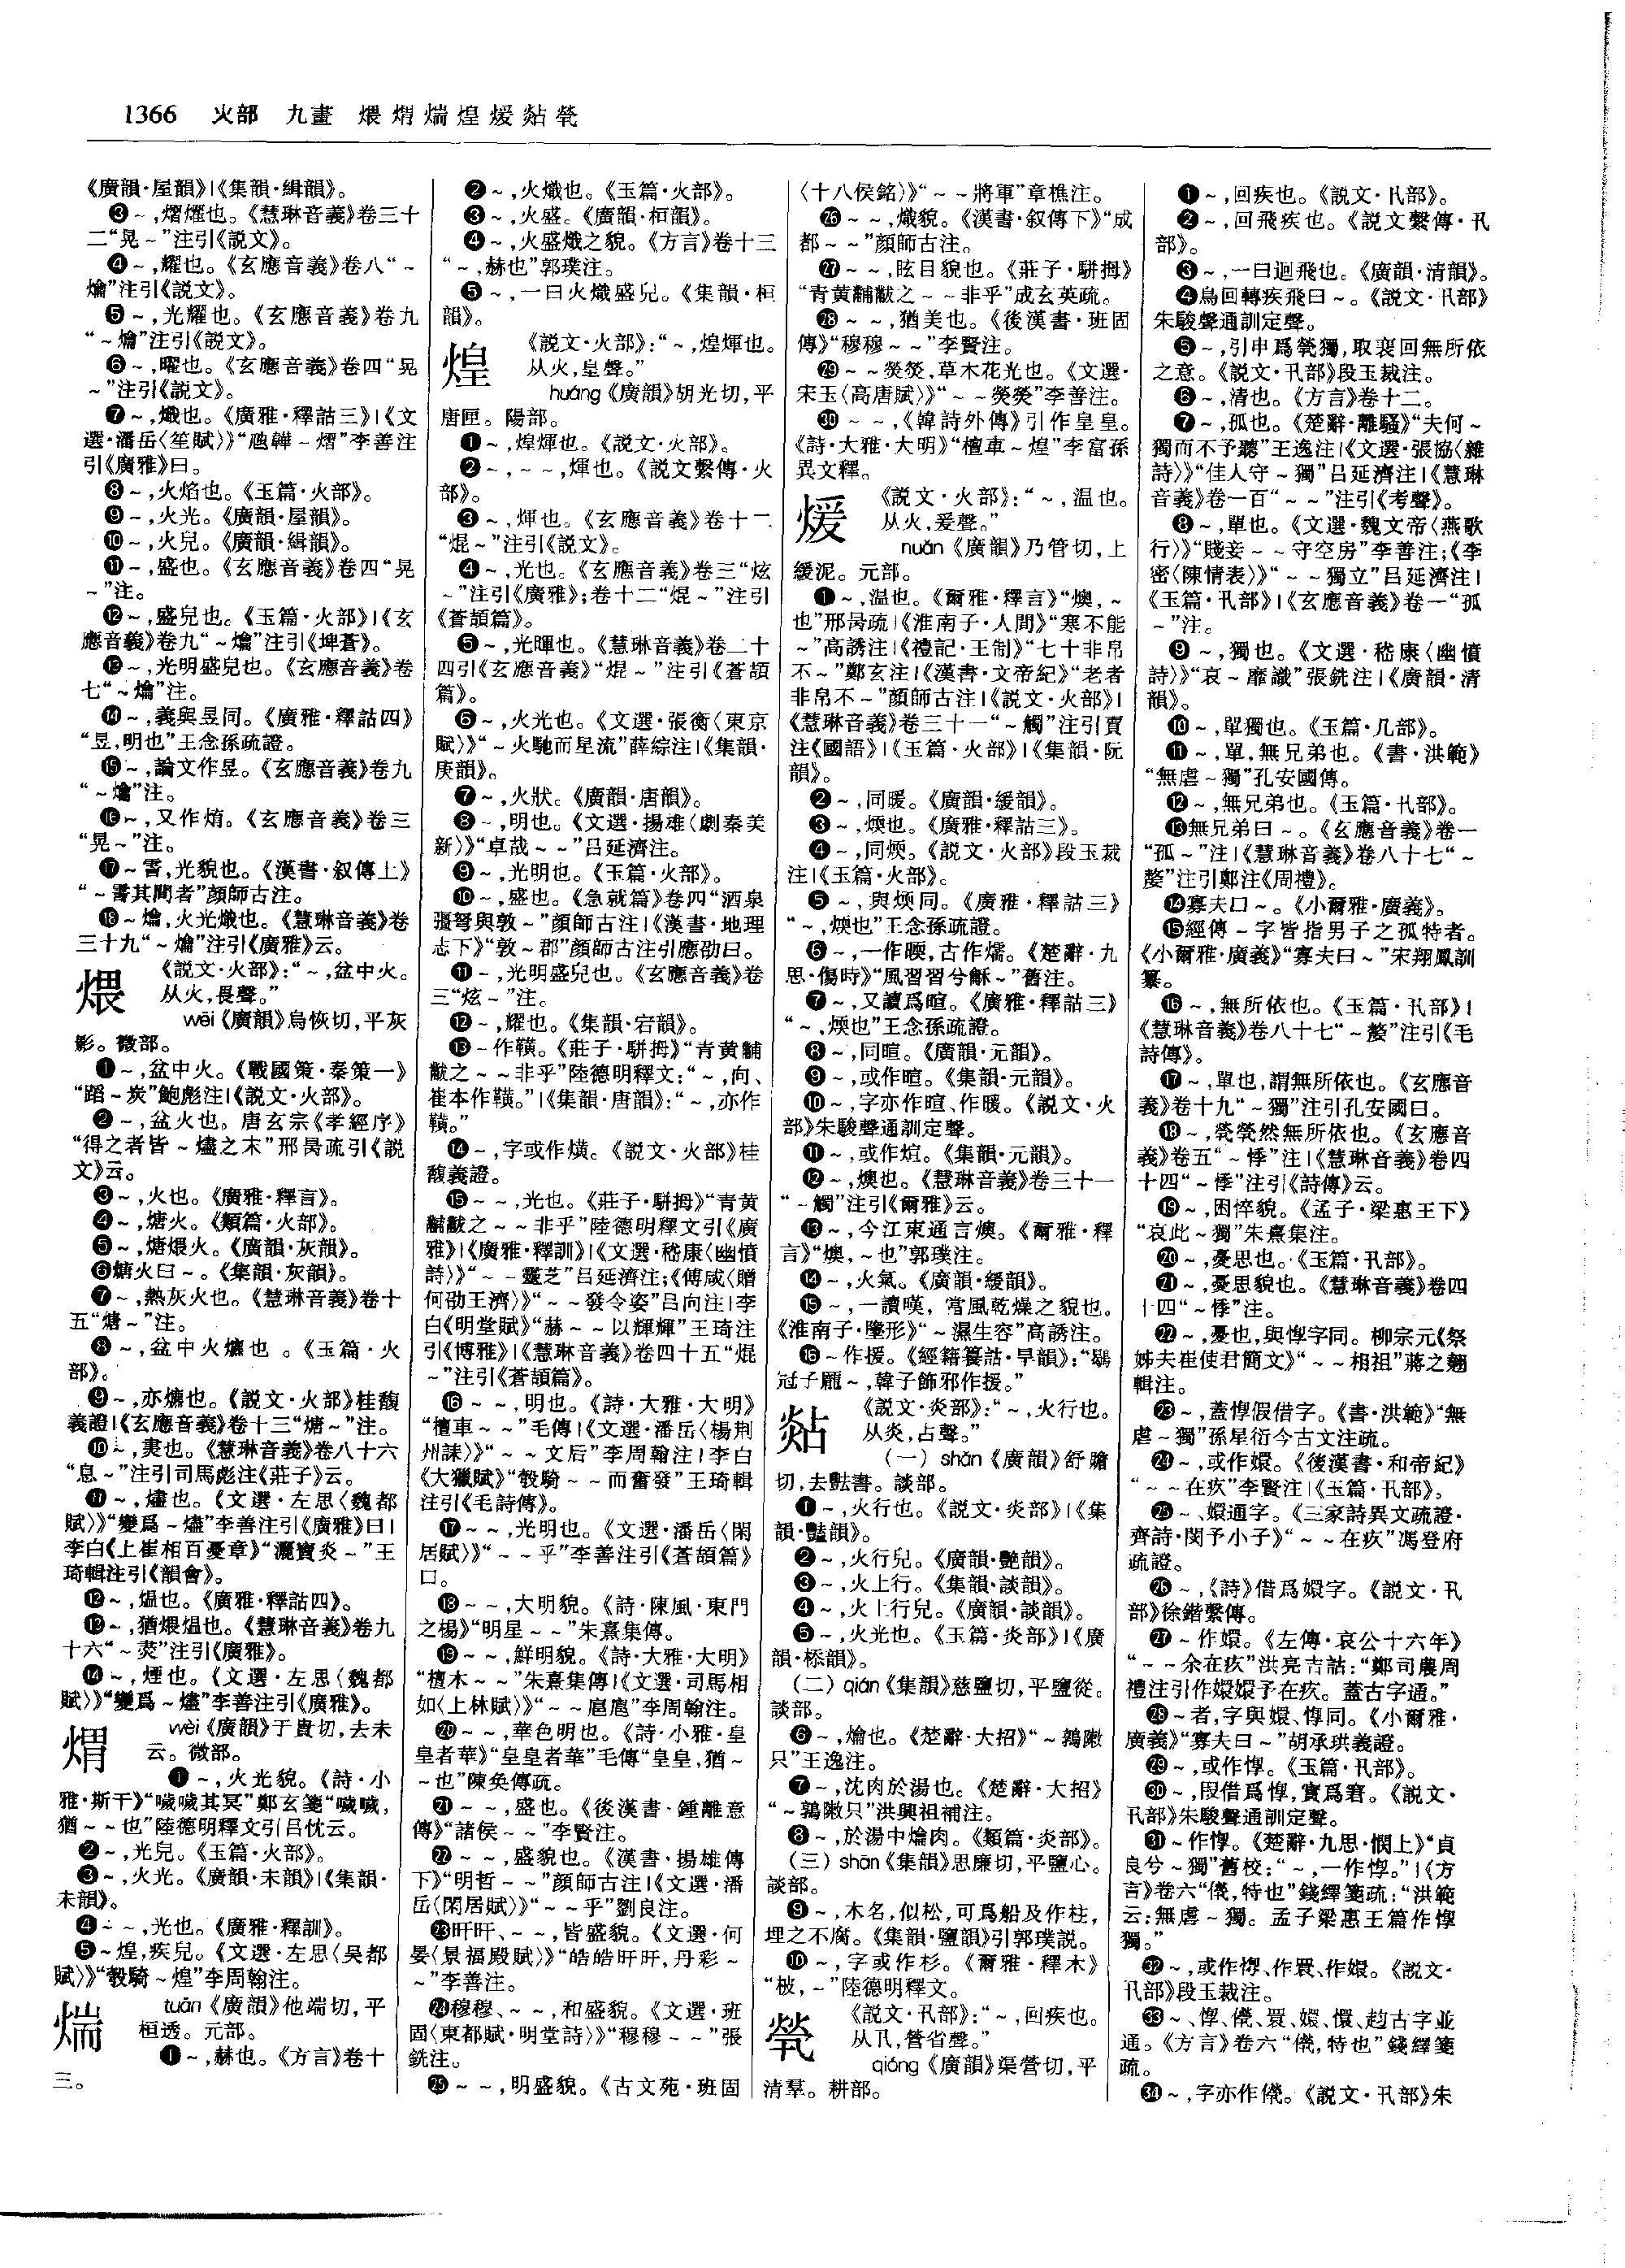 1366 火部 九畫 煨煟煓煌煖煔煢
《廣韻·屋韻》|《集韻·緝韻》。
❸~,熠燿也。《慧琳音義》卷三十
二“晃~”注引《説文》。
❹~,耀也。《玄應音義》卷八“~
爚”注引《説文》。
❺~,光耀也。《玄應音義》卷九
“~爚”注引《説文》。
❻~,曜也。《玄應音義》卷四“晃
~”注引《説文》。
❼~,熾也。《廣雅·釋詁三》|《文
選·潘岳〈笙賦〉》“㷸韡~熠”李善注
引《廣雅》曰。
❽~,火焰也。《玉篇·火部》。
❾~,火光。《廣韻·屋韻》。
❿~,火皃。《廣韻·緝韻》。
⓫~,盛也。《玄應音義》卷四“晃
~”注。
⓬~,盛皃也。《玉篇·火部》|《玄
應音義》卷九“~爚”注引《埤蒼》。
⓭~,光明盛皃也。《玄應音義》卷
七“~爚”注。
⓮~,義與昱同。《廣雅·釋詁四》
“昱,明也”王念孫疏證。
⓯~,論文作昱。《玄應音義》卷九
“~爚”注。
⓰~,又作焴。《玄應音義》卷三
“晃~”注。
⓱~霅,光貌也。《漢書·叙傳上》
“~霅其間者”顏師古注。
⓲~爚,火光熾也。《慧琳音義》卷
三十九“~爚”注引《廣雅》云。
煨 《説文·火部》:“~,盆中火。
从火,畏聲。”
wēi《廣韻》烏恢切,平灰
影。微部。
❶~,盆中火。《戰國策·秦策一》
“蹈~炭”鮑彪注|《説文·火部》。
❷~,盆火也。唐玄宗《孝經序》
“得之者皆~燼之末”邢昺疏引《説
文》云。
❸~,火也。《廣雅·釋言》。
❹~,煻火。《類篇·火部》。
❺~,煻煨火。《廣韻·灰韻》。
❻煻火曰~。《集韻·灰韻》。
❼~,熱灰火也。《慧琳音義》卷十
五“煻~”注。
❽~,盆中火爊也。《玉篇·火
部》。
❾~,亦爊也。《説文·火部》桂馥
義證|《玄應音義》卷十三“煻~”注。
❿~,衷也。《慧琳音義》卷八十六
“息~”注引司馬彪注《莊子》云。
⓫~,燼也。《文選·左思〈魏都
賦〉》“變爲~燼”李善注引《廣雅》曰|
李白《上崔相百憂章》“灑寶炎~”王
琦輯注引《韻會》。
⓬~,熅也。《廣雅·釋詁四》。
⓭~,猶煨熅也。《慧琳音義》卷九
十六“~熒”注引《廣雅》。
⓮~,煙也。《文選·左思〈魏都
賦〉》“變爲~燼”李善注引《廣雅》。
煟 wèi《廣韻》于貴切,去未
云。微部。
❶~,火光貌。《詩·小
雅·斯干》“噦噦其冥”鄭玄箋“噦噦,
猶~~也”陸德明釋文引吕忱云。
❷~,光皃。《玉篇·火部》。
❸~,火光。《廣韻·未韻》|《集韻·
未韻》。
❹~~,光也。《廣雅·釋訓》。
❺~煌,疾皃。《文選·左思〈吴都
賦〉》“㝅騎~煌”李周翰注。
煓 tuān《廣韻》他端切,平
桓透。元部。
❶~,赫也。《方言》卷十
三。
❷~,火熾也。《玉篇·火部》。
❸~,火盛。《廣韻·桓韻》。
❹~,火盛熾之貌。《方言》卷十三
“~,赫也”郭璞注。
❺~,一曰火熾盛皃。《集韻·桓
韻》。
煌 《説文·火部》:“~,煌煇也。
从火,皇聲。”
huáng《廣韻》胡光切,平
唐匣。陽部。
❶~,煌煇也。《説文·火部》。
❷~,~~,煇也。《説文繫傳·火
部》。
❸~,煇也。《玄應音義》卷十二
“焜~”注引《説文》。
❹~,光也。《玄應音義》卷三“炫
~”注引《廣雅》;卷十二“焜~”注引
《蒼頡篇》。
❺~,光暉也。《慧琳音義》卷二十
四引《玄應音義》“焜~”注引《蒼頡
篇》。
❻~,火光也。《文選·張衡〈東京
賦〉》“~火馳而星流”薛綜注|《集韻·
庚韻》。
❼~,火狀。《廣韻·唐韻》。
❽~,明也。《文選·揚雄〈劇秦美
新〉》“卓哉~~”吕延濟注。
❾~,光明也。《玉篇·火部》。
❿~,盛也。《急就篇》卷四“酒泉
彊弩與敦~”顏師古注|《漢書·地理
志下》“敦~郡”顏師古注引應劭曰。
⓫~,光明盛皃也。《玄應音義》卷
三“炫~”注。
⓬~,耀也。《集韻·宕韻》。
⓭~作䪄。《莊子·駢拇》“青黄黼
黻之~~非乎”陸德明釋文:“~,向、
崔本作䪄。”|《集韻·唐韻》:“~,亦作
䪄。”
⓮~,字或作熿。《説文·火部》桂
馥義證。
⓯~~,光也。《莊子·駢拇》“青黄
黼黻之~~非乎”陸德明釋文引《廣
雅》|《廣雅·釋訓》|《文選·嵇康〈幽憤
詩〉》“~~靈芝”吕延濟注;《傅咸〈贈
何劭王濟〉》“~~發令姿”吕向注|李
白《明堂賦》“赫~~以輝輝”王琦注
引《博雅》|《慧琳音義》卷四十五“焜
~”注引《蒼頡篇》。
⓰~~,明也。《詩·大雅·大明》
“檀車~~”毛傳|《文選·潘岳〈楊荆
州誄〉》“~~文后”李周翰注|李白
《大獵賦》“㝅騎~~而奮發”王琦輯
注引《毛詩傳》。
⓱~~,光明也。《文選·潘岳〈閑
居賦〉》“~~乎”李善注引《蒼頡篇》
曰。
⓲~~,大明貌。《詩·陳風·東門
之楊》“明星~~”朱熹集傳。
⓳~~,鮮明貌。《詩·大雅·大明》
“檀木~~”朱熹集傳|《文選·司馬相
如〈上林賦〉》“~~扈扈”李周翰注。
⓴~~,華色明也。《詩·小雅·皇
皇者華》“皇皇者華”毛傳“皇皇,猶~
~也”陳奂傳疏。
㉑~~,盛也。《後漢書·鍾離意
傳》“諸侯~~”李賢注。
㉒~~,盛貌也。《漢書·揚雄傳
下》“明哲~~”顏師古注|《文選·潘
岳〈閑居賦〉》“~~乎”劉良注。
㉓旰旰、~~,皆盛貌。《文選·何
晏〈景福殿賦〉》“皓皓旰旰,丹彩~
~”李善注。
㉔穆穆、~~,和盛貌。《文選·班
固〈東都賦·明堂詩〉》“穆穆~~”張
銑注。
㉕~~,明盛貌。《古文苑·班固
〈十八侯銘〉》“~~將軍”章樵注。
㉖~~,熾貌。《漢書·叙傳下》“成
都~~”顏師古注。
㉗~~,眩目貌也。《莊子·駢拇》
“青黄黼黻之~~非乎”成玄英疏。
㉘~~,猶美也。《後漢書·班固
傳》“穆穆~~”李賢注。
㉙~~熒熒,草木花光也。《文選·
宋玉〈高唐賦〉》“~~熒熒”李善注。
㉚~~,《韓詩外傳》引作皇皇。
《詩·大雅·大明》“檀車~煌”李富孫
異文釋。
煖 《説文·火部》:“~,温也。
从火,爰聲。”
nuǎn《廣韻》乃管切,上
緩泥。元部。
❶~,温也。《爾雅·釋言》“燠,~
也”邢昺疏|《淮南子·人間》“寒不能
~”高誘注|《禮記·王制》“七十非帛
不~”鄭玄注|《漢書·文帝紀》“老者
非帛不~”顏師古注|《説文·火部》|
《慧琳音義》卷三十一“~觸”注引賈
注《國語》|《玉篇·火部》|《集韻·阮
韻》。
❷~,同暖。《廣韻·緩韻》。
❸~,煗也。《廣雅·釋詁三》。
❹~,同煗。《説文·火部》段玉裁
注|《玉篇·火部》。
❺~,與煗同。《廣雅·釋詁三》
“~,煗也”王念孫疏證。
❻~,一作暝,古作㬉。《楚辭·九
思·傷時》“風習習兮龢~”舊注。
❼~,又讀爲暄。《廣雅·釋詁三》
“~,煗也”王念孫疏證。
❽~,同暄。《廣韻·元韻》。
❾~,或作暄。《集韻·元韻》。
❿~,字亦作暄、作暖。《説文·火
部》朱駿聲通訓定聲。
⓫~,或作煊。《集韻·元韻》。
⓬~,燠也。《慧琳音義》卷三十一
“~觸”注引《爾雅》云。
⓭~,今江東通言燠。《爾雅·釋
言》“燠,~也”郭璞注。
⓮~,火氣。《廣韻·緩韻》。
⓯~,一讀暵,當風乾燥之貌也。
《淮南子·墬形》“~濕生容”高誘注。
⓰~作援。《經籍籑詁·旱韻》:“鶡
冠子龐~,韓子飾邪作援。”
煔 《説文·炎部》:“~,火行也。
从炎,占聲。”
(一)shǎn《廣韻》舒贍
切,去豔書。談部。
❶~,火行也。《説文·炎部》|《集
韻·豔韻》。
❷~,火行皃。《廣韻·艷韻》。
❸~,火上行。《集韻·談韻》。
❹~,火上行皃。《廣韻·談韻》。
❺~,火光也。《玉篇·炎部》|《廣
韻·㮇韻》。
(二)qián《集韻》慈鹽切,平鹽從。
談部。
❻~,爚也。《楚辭·大招》“~鶉敶
只”王逸注。
❼~,沈肉於湯也。《楚辭·大招》
“~鶉敶只”洪興祖補注。
❽~,於湯中爚肉。《類篇·炎部》。
(三)shān《集韻》思廉切,平鹽心。
談部。
❾~,木名,似松,可爲船及作柱,
埋之不腐。《集韻·鹽韻》引郭璞説。
❿~,字或作杉。《爾雅·釋木》
“柀,~”陸德明釋文。
煢 《説文·卂部》:“~,回疾也。
从卂,營省聲。”
qióng《廣韻》渠營切,平
清羣。耕部。
❶~,回疾也。《説文·卂部》。
❷~,回飛疾也。《説文繫傳·卂
部》。
❸~,一曰迴飛也。《廣韻·清韻》。
❹鳥回轉疾飛曰~。《説文·卂部》
朱駿聲通訓定聲。
❺~,引申爲煢獨,取裵回無所依
之意。《説文·卂部》段玉裁注。
❻~,清也。《方言》卷十二。
❼~,孤也。《楚辭·離騷》“夫何~
獨而不予聽”王逸注|《文選·張協〈雜
詩〉》“佳人守~獨”吕延濟注|《慧琳
音義》卷一百“~~”注引《考聲》。
❽~,單也。《文選·魏文帝〈燕歌
行〉》“賤妾~~守空房”李善注;《李
密〈陳情表〉》“~~獨立”吕延濟注|
《玉篇·卂部》|《玄應音義》卷一“孤
~”注。
❾~,獨也。《文選·嵇康〈幽憤
詩〉》“哀~靡識”張銑注|《廣韻·清
韻》。
❿~,單獨也。《玉篇·几部》。
⓫~,單,無兄弟也。《書·洪範》
“無虐~獨”孔安國傳。
⓬~,無兄弟也。《玉篇·卂部》。
⓭無兄弟曰~。《玄應音義》卷一
“孤~”注|《慧琳音義》卷八十七“~
嫠”注引鄭注《周禮》。
⓮寡夫曰~。《小爾雅·廣義》。
⓯經傳~字皆指男子之孤特者。
《小爾雅·廣義》“寡夫曰~”宋翔鳳訓
纂。
⓰~,無所依也。《玉篇·卂部》|
《慧琳音義》卷八十七“~嫠”注引《毛
詩傳》。
⓱~,單也,謂無所依也。《玄應音
義》卷十九“~獨”注引孔安國曰。
⓲~,煢煢然無所依也。《玄應音
義》卷五“~悸”注|《慧琳音義》卷四
十四“~悸”注引《詩傳》云。
⓳~,困悴貌。《孟子·梁惠王下》
“哀此~獨”朱熹集注。
⓴~,憂思也。《玉篇·卂部》。
㉑~,憂思貌也。《慧琳音義》卷四
十四“~悸”注。
㉒~,憂也,與惸字同。柳宗元《祭
姊夫崔使君簡文》“~~相祖”蔣之翹
輯注。
㉓~,蓋惸假借字。《書·洪範》“無
虐~獨”孫星衍今古文注疏。
㉔~,或作嬛。《後漢書·和帝紀》
“~~在疚”李賢注|《玉篇·卂部》。
㉕~、嬛通字。《三家詩異文疏證·
齊詩·閔予小子》“~~在疚”馮登府
疏證。
㉖~,《詩》借爲嬛字。《説文·卂
部》徐鍇繫傳。
㉗~作嬛。《左傳·哀公十六年》
“~~余在疚”洪亮吉詁:“鄭司農周
禮注引作嬛嬛予在疚。蓋古字通。”
㉘~者,字與嬛、惸同。《小爾雅·
廣義》“寡夫曰~”胡承珙義證。
㉙~,或作惸。《玉篇·卂部》。
㉚~,叚借爲惸,實爲窘。《説文·
卂部》朱駿聲通訓定聲。
㉛~作惸。《楚辭·九思·憫上》“貞
良兮~獨”舊校:“~,一作惸。”|《方
言》卷六“㒟,特也”錢繹箋疏:“洪範
云:無虐~獨。孟子梁惠王篇作惸
獨。”
㉜~,或作惸、作睘、作嬛。《説文·
卂部》段玉裁注。
㉝~、惸、㒟、睘、嬛、懁、趙古字並
通。《方言》卷六“㒟,特也”錢繹箋
疏。
㉞~,字亦作㒟。《説文·卂部》朱